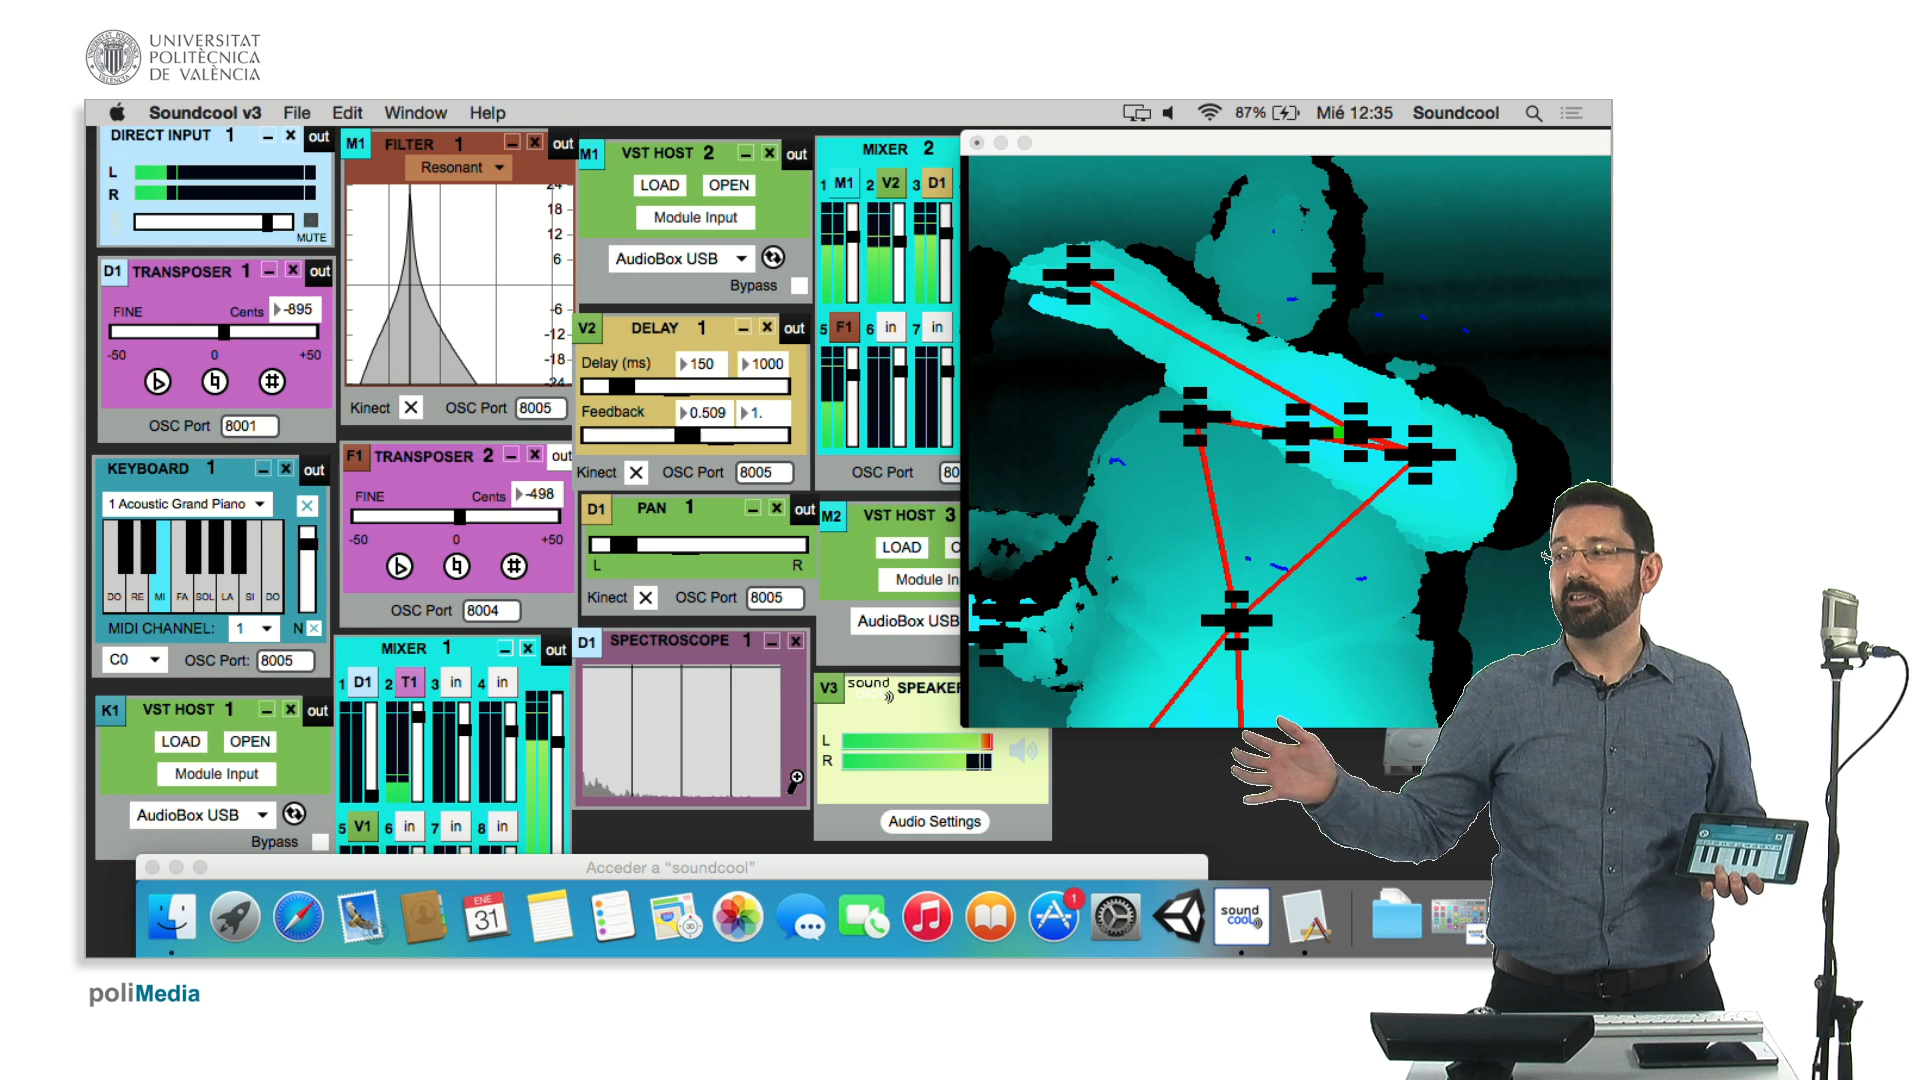 UNIVERSITAT
POLITÈCNICA
DE VALÈNCIA
Soundcool v3 File Edit Window Help
87% Mié 12:35 Soundcool
DIRECT INPUT 1 out
L
R
MUTE
D1 TRANSPOSER 1 out
FINE Cents -895
-50 0 +50
OSC Port 8001
KEYBOARD 1 out
1 Acoustic Grand Piano
DO RE MI FA SOL LA SI DO
MIDI CHANNEL: 1 N
C0 OSC Port: 8005
K1 VST HOST 1 out
LOAD OPEN
Module Input
AudioBox USB
Bypass
M1 FILTER 1 out
Resonant
24
18
12
6
-6
-12
-18
-24
Kinect OSC Port 8005
F1 TRANSPOSER 2 out
FINE Cents -498
-50 0 +50
OSC Port 8004
MIXER 1 out
1 D1 2 T1 3 in 4 in
5 V1 6 in 7 in 8 in
M1 VST HOST 2 out
LOAD OPEN
Module Input
AudioBox USB
Bypass
V2 DELAY 1 out
Delay (ms) 150 1000
Feedback 0.509 1.
Kinect OSC Port 8005
D1 PAN 1 out
L R
Kinect OSC Port 8005
D1 SPECTROSCOPE 1
MIXER 2
1 M1 2 V2 3 D1
5 F1 6 in 7 in
OSC Port 80
M2 VST HOST 3
LOAD O
Module In
AudioBox USB
V3 sound SPEAKER
L
R
Audio Settings
1
Acceder a "soundcool"
ENE
31
3D
1
sound
cool
poliMedia